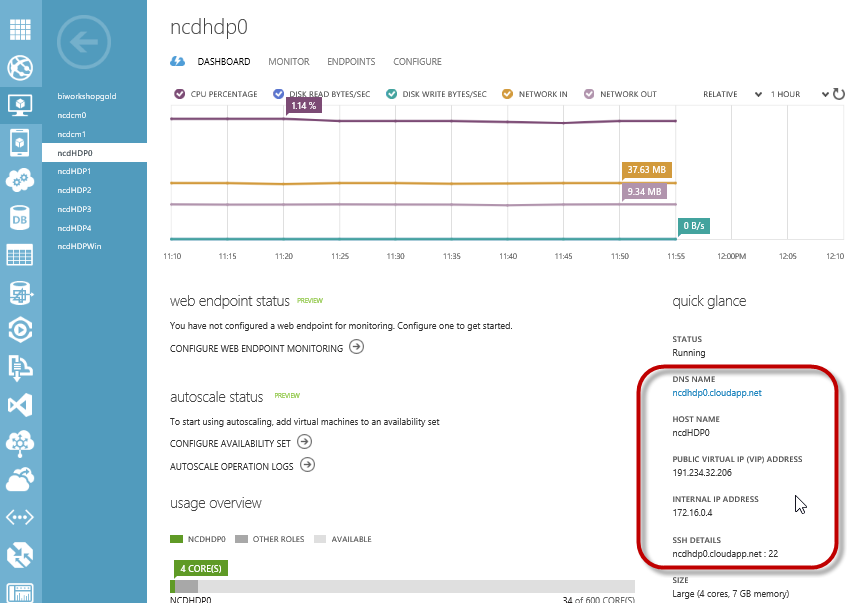 ncdhdp0
DASHBOARD MONITOR ENDPOINTS CONFIGURE
biworkshopgold
ncdcm0
ncdcm1
ncdHDP0
ncdHDP1
ncdHDP2
ncdHDP3
ncdHDP4
ncdHDPWin
DB
CPU PERCENTAGE DISK READ BYTES/SEC DISK WRITE BYTES/SEC NETWORK IN NETWORK OUT RELATIVE 1 HOUR
1.14 %
37.63 MB
9.34 MB
0 B/s
11:10 11:15 11:20 11:25 11:30 11:35 11:40 11:45 11:50 11:55 12:00PM 12:05 12:10
web endpoint status PREVIEW
You have not configured a web endpoint for monitoring. Configure one to get started.
CONFIGURE WEB ENDPOINT MONITORING
autoscale status PREVIEW
To start using autoscaling, add virtual machines to an availability set
CONFIGURE AVAILABILITY SET
AUTOSCALE OPERATION LOGS
usage overview
NCDHDP0 OTHER ROLES AVAILABLE
4 CORE(S)
NCDHDP0 34 of 600 CORE(S)
quick glance
STATUS
Running
DNS NAME
ncdhdp0.cloudapp.net
HOST NAME
ncdHDP0
PUBLIC VIRTUAL IP (VIP) ADDRESS
191.234.32.206
INTERNAL IP ADDRESS
172.16.0.4
SSH DETAILS
ncdhdp0.cloudapp.net : 22
SIZE
Large (4 cores, 7 GB memory)